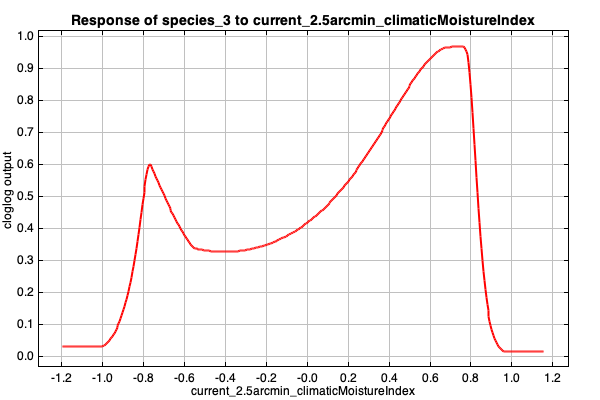 Response of species_3 to current_2.5arcmin_climaticMoistureIndex
1.0
0.9
0.8
0.7
0.6
0.5
0.4
0.3
0.2
0.1
0.0
cloglog output
-1.2 -1.0 -0.8 -0.6 -0.4 -0.2 -0.0 0.2 0.4 0.6 0.8 1.0 1.2
current_2.5arcmin_climaticMoistureIndex